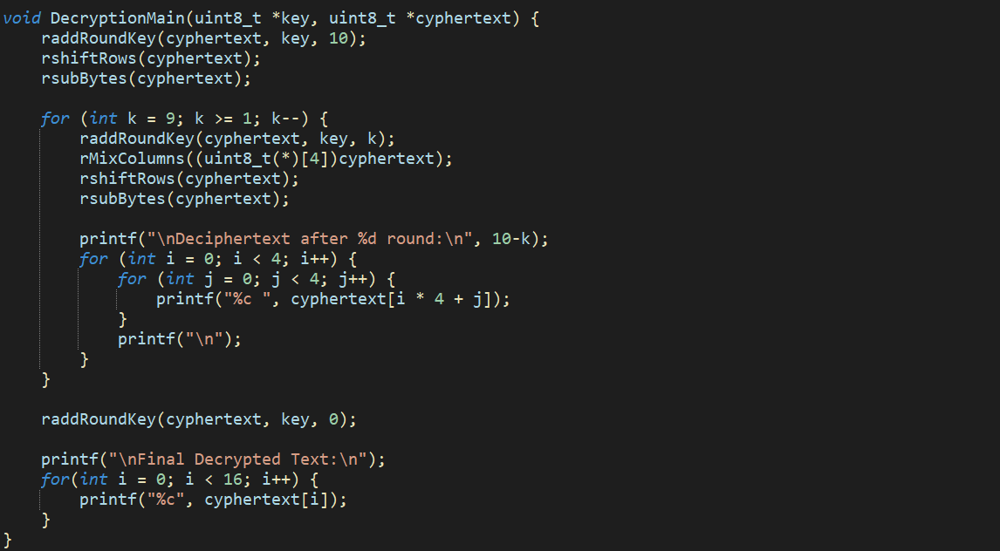 void DecryptionMain(uint8_t *key, uint8_t *cyphertext) {
    raddRoundKey(cyphertext, key, 10);
    rshiftRows(cyphertext);
    rsubBytes(cyphertext);

    for (int k = 9; k >= 1; k--) {
        raddRoundKey(cyphertext, key, k);
        rMixColumns((uint8_t(*)[4])cyphertext);
        rshiftRows(cyphertext);
        rsubBytes(cyphertext);

        printf("\nDeciphertext after %d round:\n", 10-k);
        for (int i = 0; i < 4; i++) {
            for (int j = 0; j < 4; j++) {
                printf("%c ", cyphertext[i * 4 + j]);
            }
            printf("\n");
        }
    }

    raddRoundKey(cyphertext, key, 0);

    printf("\nFinal Decrypted Text:\n");
    for(int i = 0; i < 16; i++) {
        printf("%c", cyphertext[i]);
    }
}